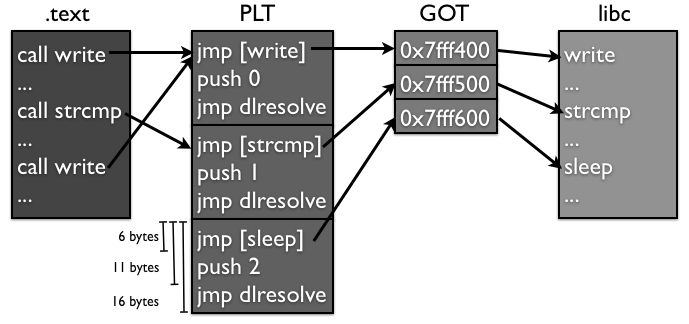 .text
call write
...
call strcmp
...
call write
...
PLT
jmp [write]
push 0
jmp dlresolve
jmp [strcmp]
push 1
jmp dlresolve
jmp [sleep]
push 2
jmp dlresolve
6 bytes
11 bytes
16 bytes
GOT
0x7fff400
0x7fff500
0x7fff600
libc
write
...
strcmp
...
sleep
...